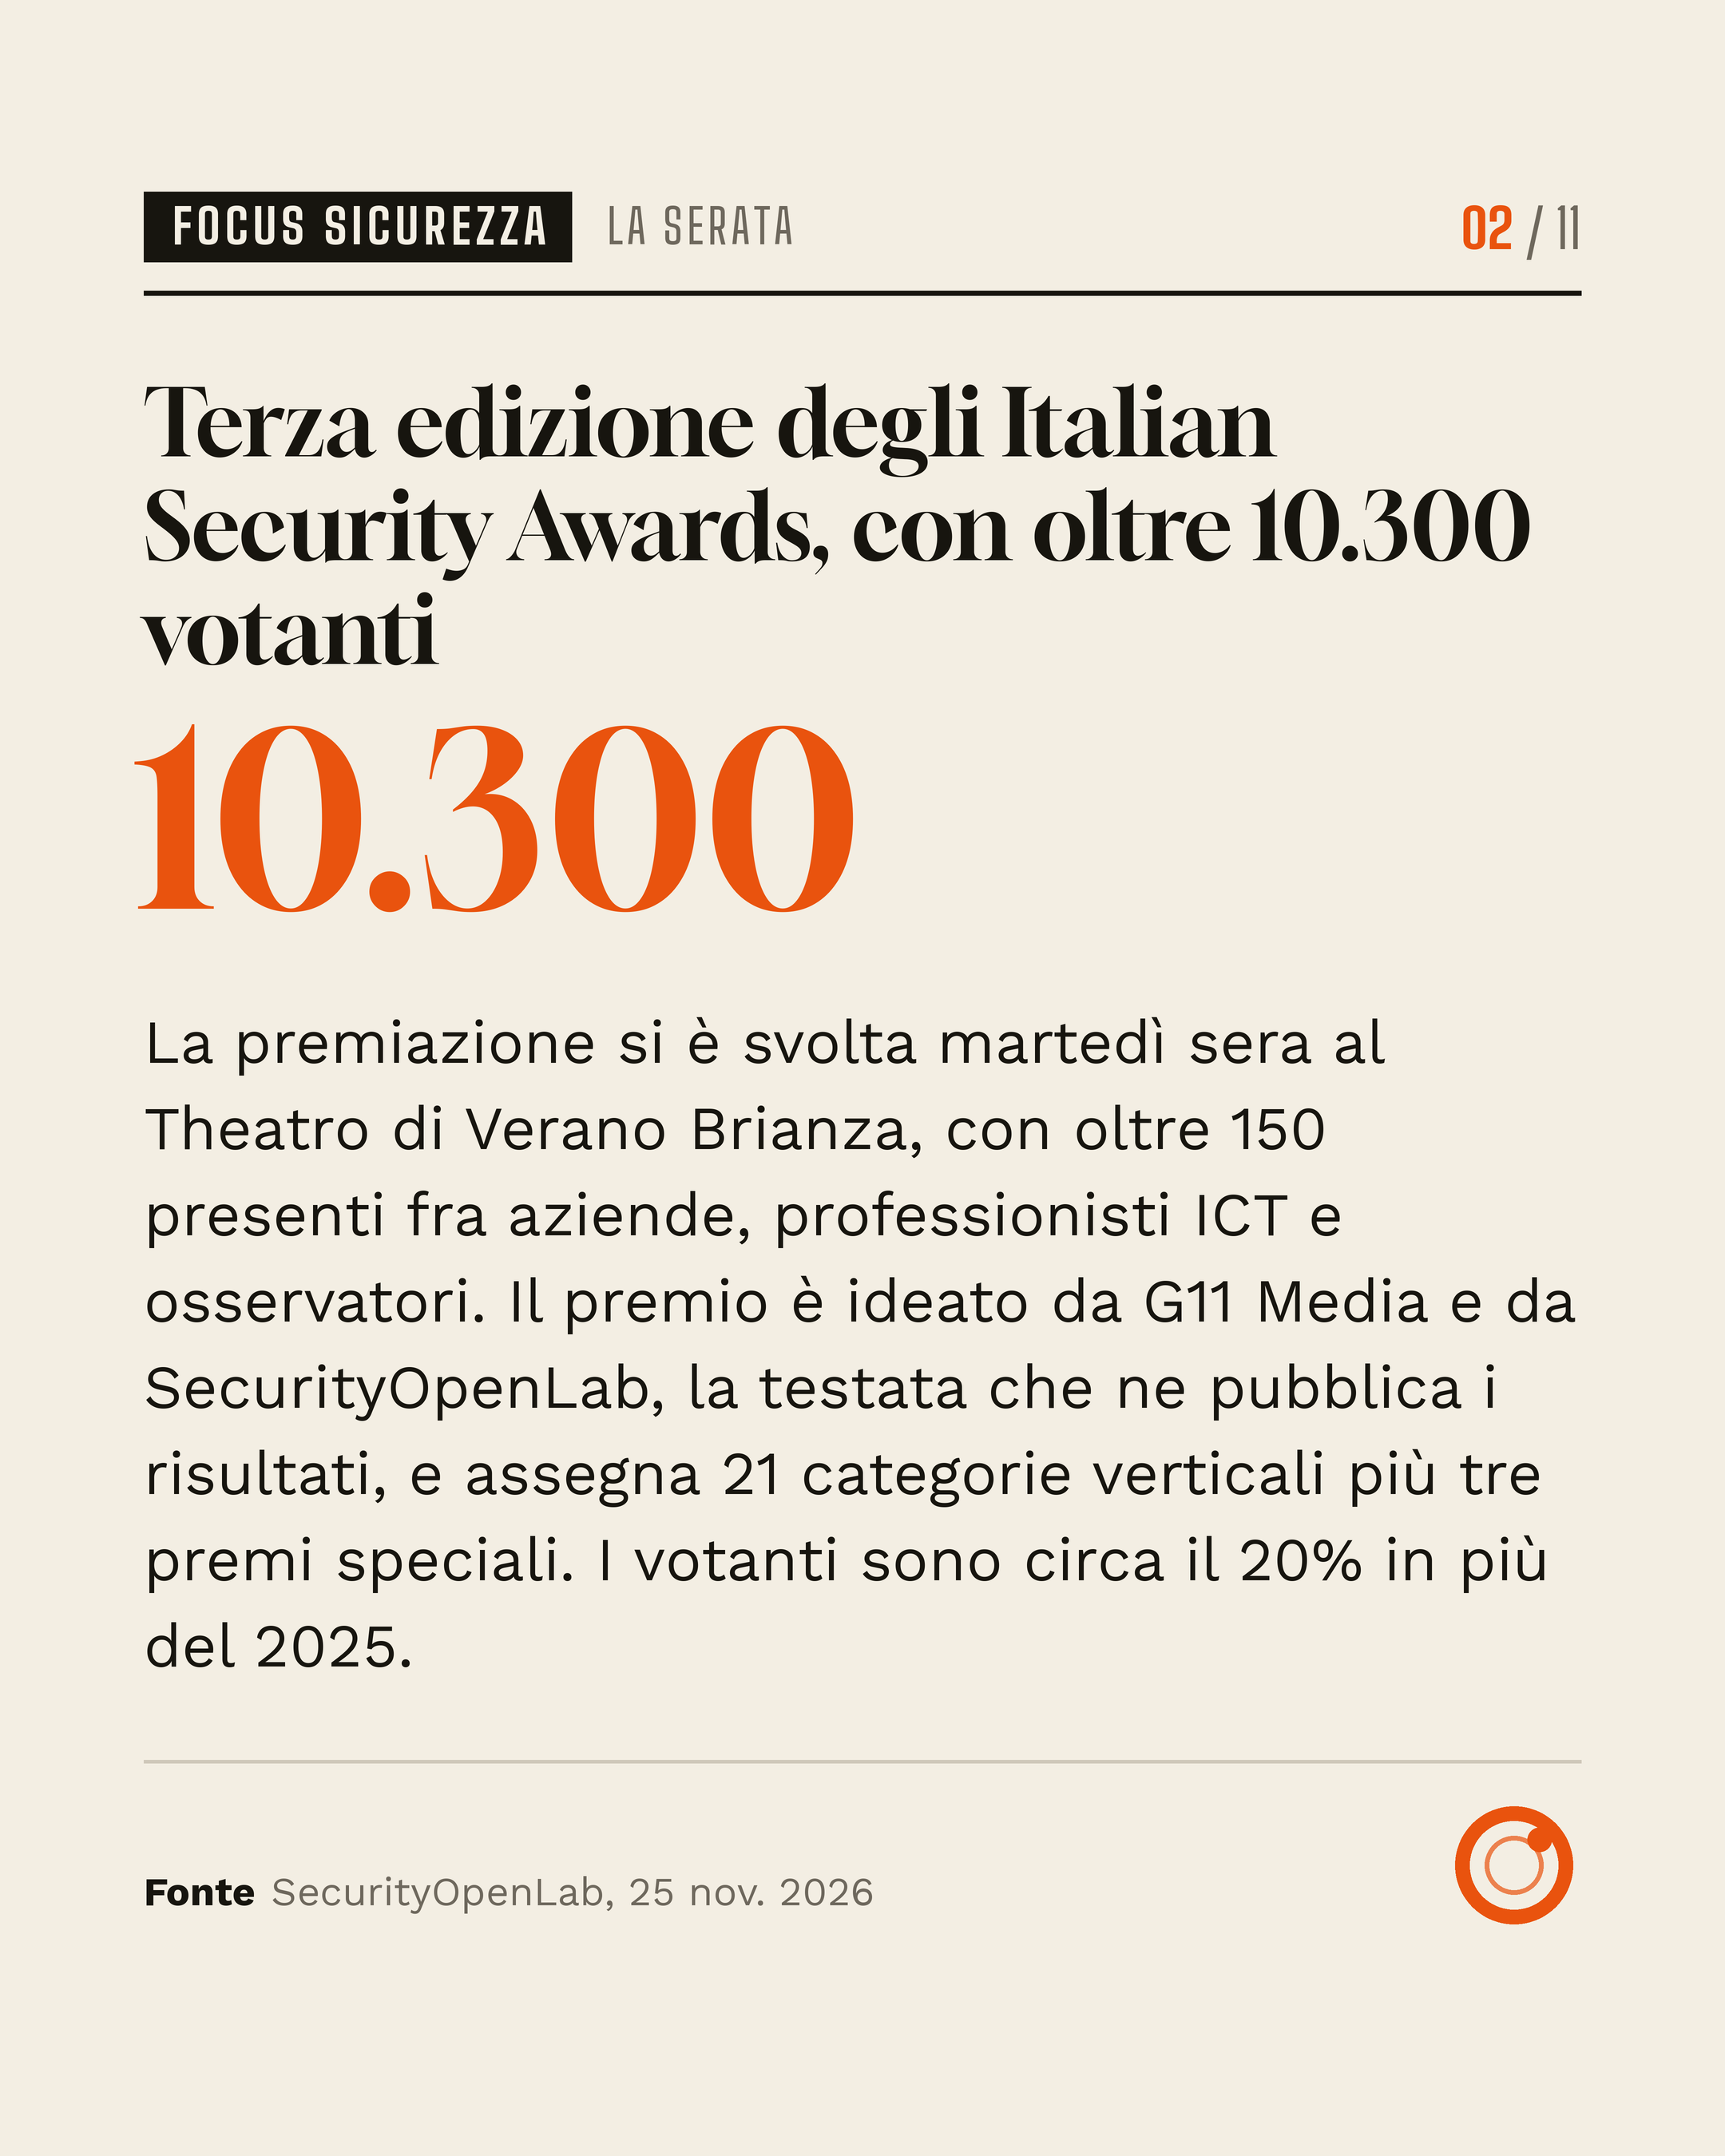 FOCUS SICUREZZA LA SERATA 02 / 11
Terza edizione degli Italian
Security Awards, con oltre 10.300
votanti
10.300
La premiazione si è svolta martedì sera al
Theatro di Verano Brianza, con oltre 150
presenti fra aziende, professionisti ICT e
osservatori. Il premio è ideato da G11 Media e da
SecurityOpenLab, la testata che ne pubblica i
risultati, e assegna 21 categorie verticali più tre
premi speciali. I votanti sono circa il 20% in più
del 2025.
Fonte SecurityOpenLab, 25 nov. 2026